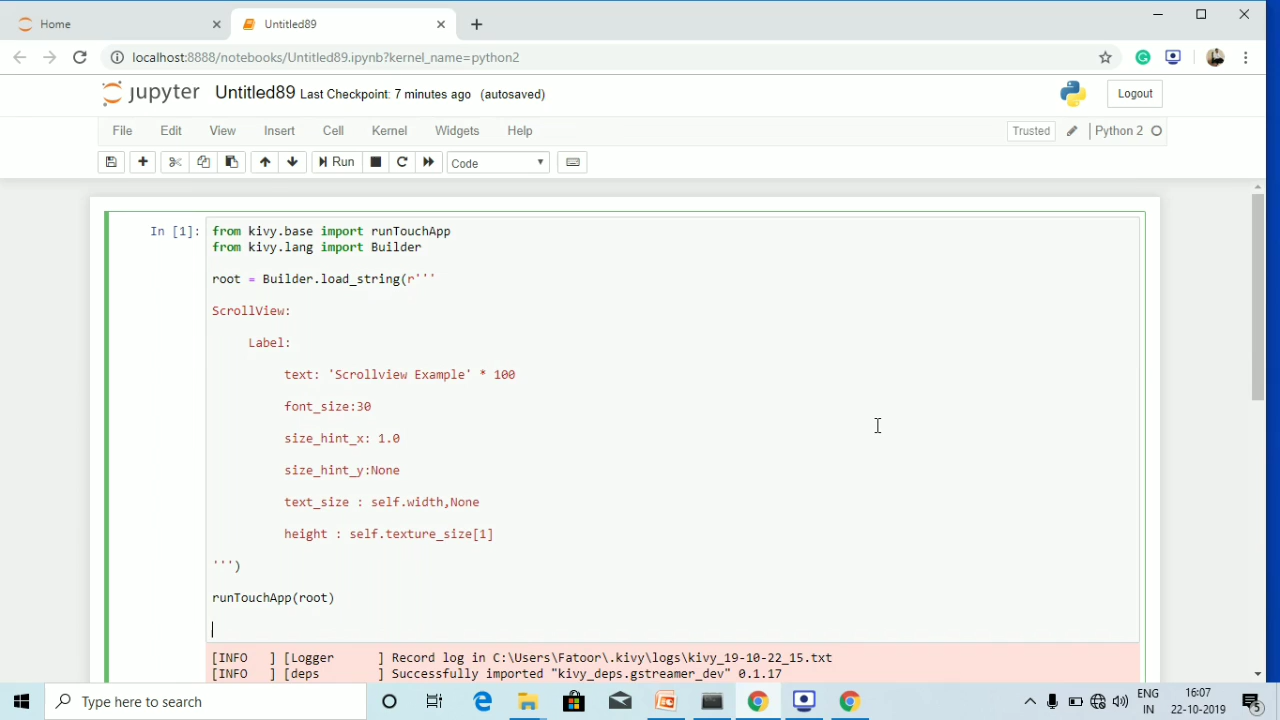 Home
Untitled89
localhost:8888/notebooks/Untitled89.ipynb?kernel_name=python2
jupyter Untitled89 Last Checkpoint: 7 minutes ago (autosaved)
Logout
File Edit View Insert Cell Kernel Widgets Help
Trusted
Python 2
Run
Code
In [1]:
from kivy.base import runTouchApp
from kivy.lang import Builder
root = Builder.load_string(r'''
ScrollView:
Label:
text: 'Scrollview Example' * 100
font_size:30
size_hint_x: 1.0
size_hint_y:None
text_size : self.width,None
height : self.texture_size[1]
''')
runTouchApp(root)
[INFO   ] [Logger      ] Record log in C:\Users\Fatoor\.kivy\logs\kivy_19-10-22_15.txt
[INFO   ] [deps        ] Successfully imported "kivy_deps.gstreamer_dev" 0.1.17
Type here to search
ENG
IN
16:07
22-10-2019
5